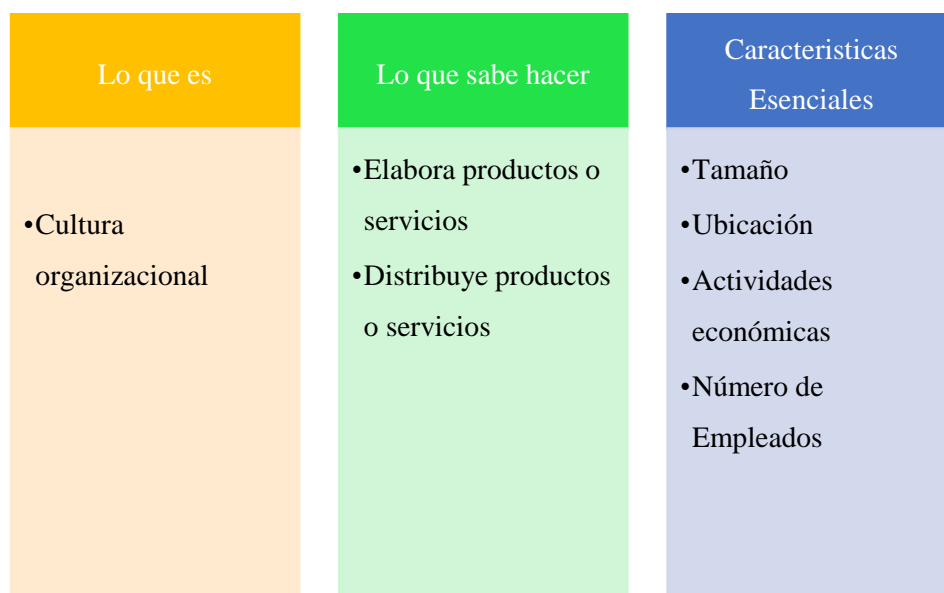 Lo que es
•Cultura
organizacional
Lo que sabe hacer
•Elabora productos o
servicios
•Distribuye productos
o servicios
Caracteristicas
Esenciales
•Tamaño
•Ubicación
•Actividades
económicas
•Número de
Empleados